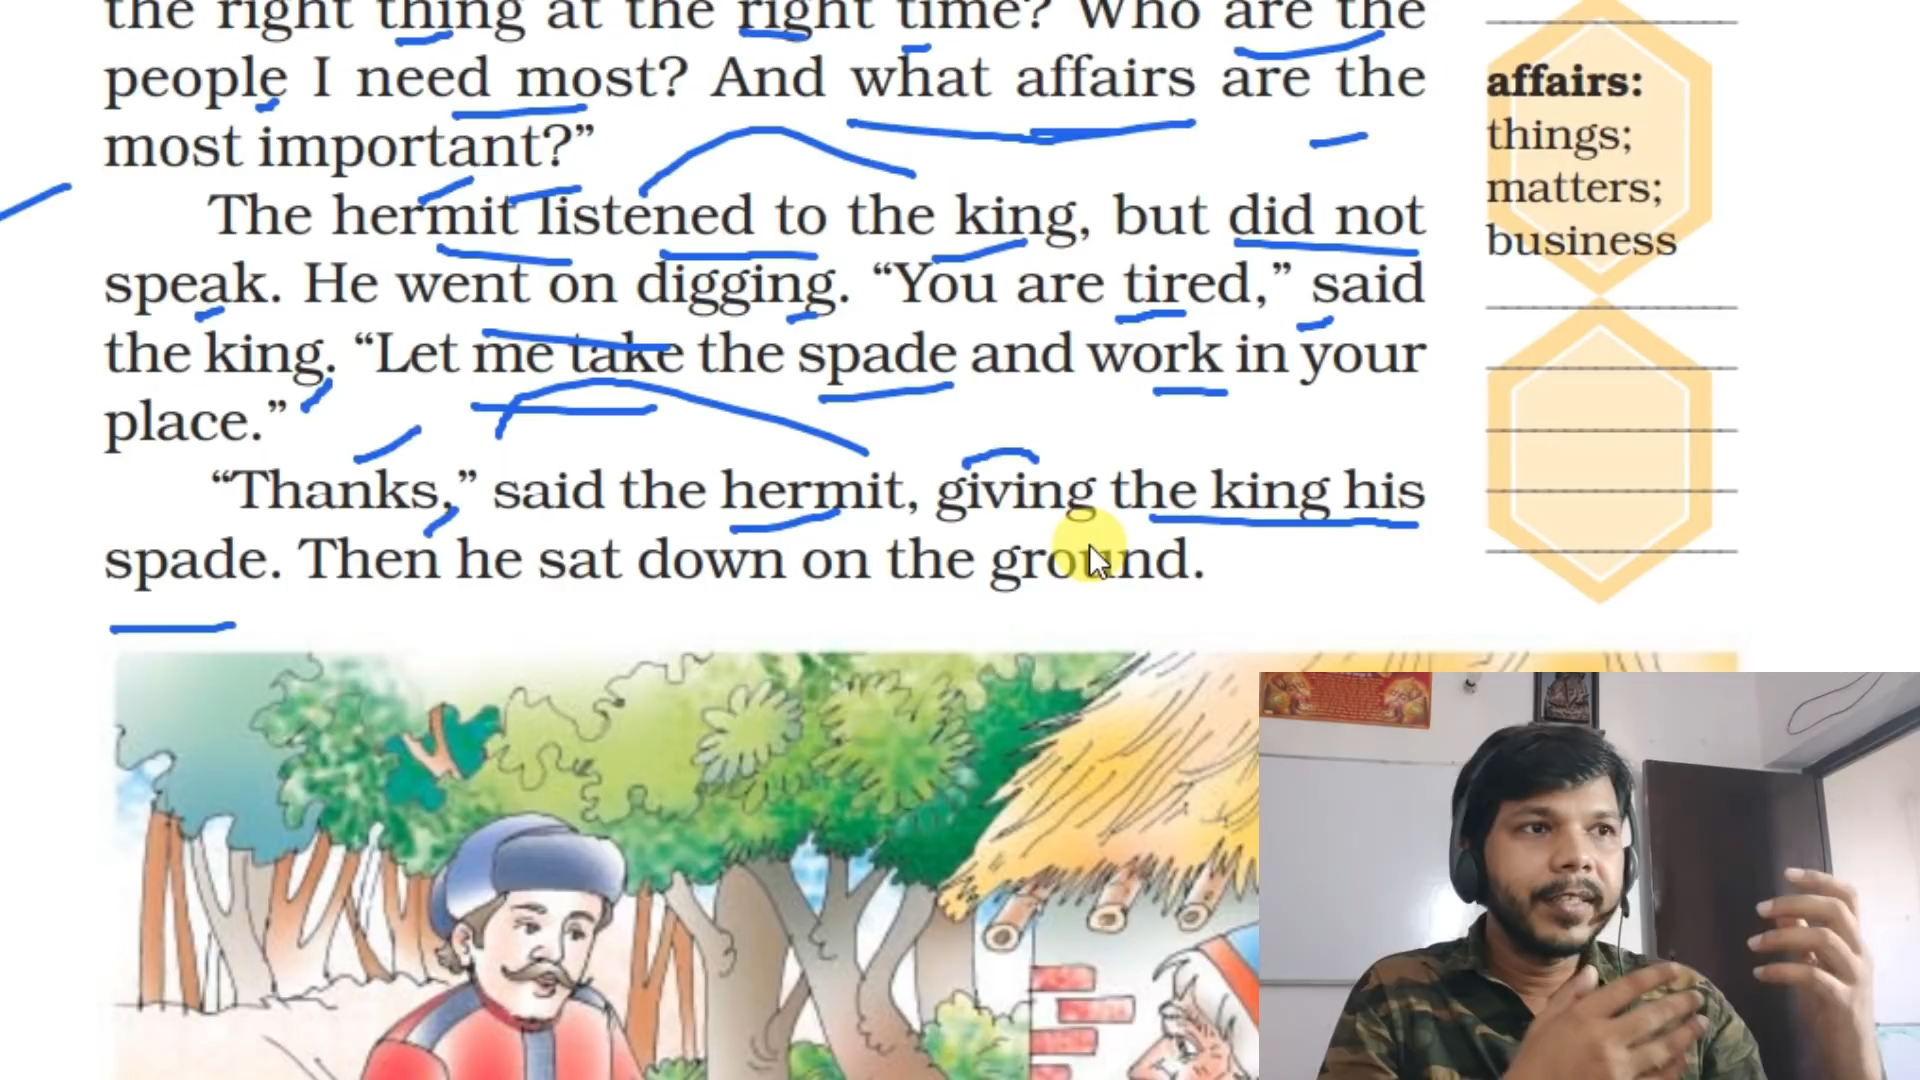 the right thing at the right time? Who are the
people I need most? And what affairs are the
most important?”
The hermit listened to the king, but did not
speak. He went on digging. “You are tired,” said
the king. “Let me take the spade and work in your
place.”
“Thanks,” said the hermit, giving the king his
spade. Then he sat down on the ground.
affairs:
things;
matters;
business